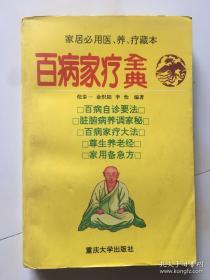 家居必用医、养、疗藏本
百病家疗全典
□百病自诊要法□
□脏腑病养调家秘□
□百病家疗大法□
□尊生养老经□
□家用备急方□
重庆大学出版社